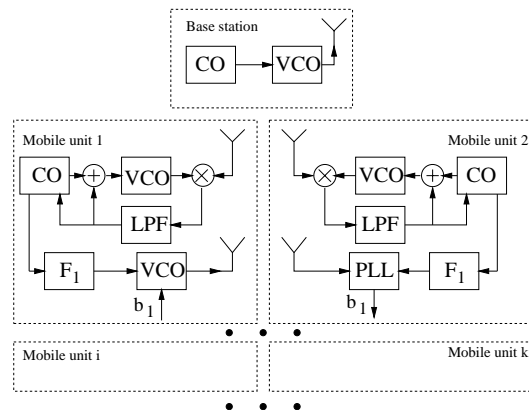 Base station
CO
VCO
Mobile unit 1
Mobile unit 2
CO
+
VCO
×
×
VCO
+
CO
LPF
LPF
F1
VCO
PLL
F1
b1
b1
Mobile unit i
Mobile unit k